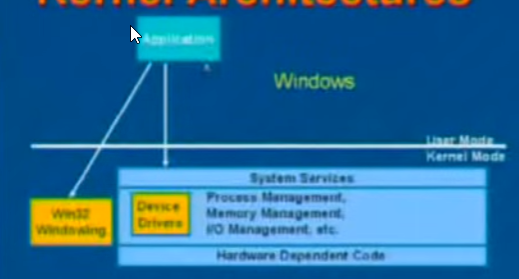 Kernel Architectures
Application
Windows
User Mode
Kernel Mode
System Services
Win32
Windowing
Device
Drivers
Process Management,
Memory Management,
I/O Management, etc.
Hardware Dependent Code